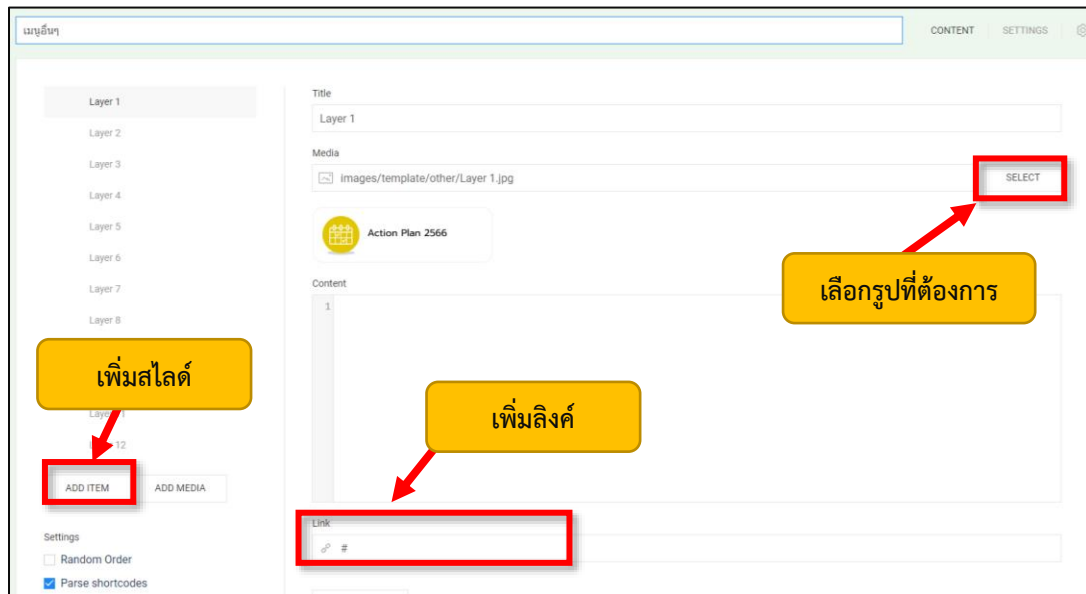 เมนูอื่นๆ
CONTENT
SETTINGS
Layer 1
Layer 2
Layer 3
Layer 4
Layer 5
Layer 6
Layer 7
Layer 8
เพิ่มสไลด์
12
ADD ITEM
ADD MEDIA
Settings
Random Order
Parse shortcodes
Title
Layer 1
Media
images/template/other/Layer 1.jpg
SELECT
Action Plan 2566
เลือกรูปที่ต้องการ
Content
1
เพิ่มลิงค์
Link
#